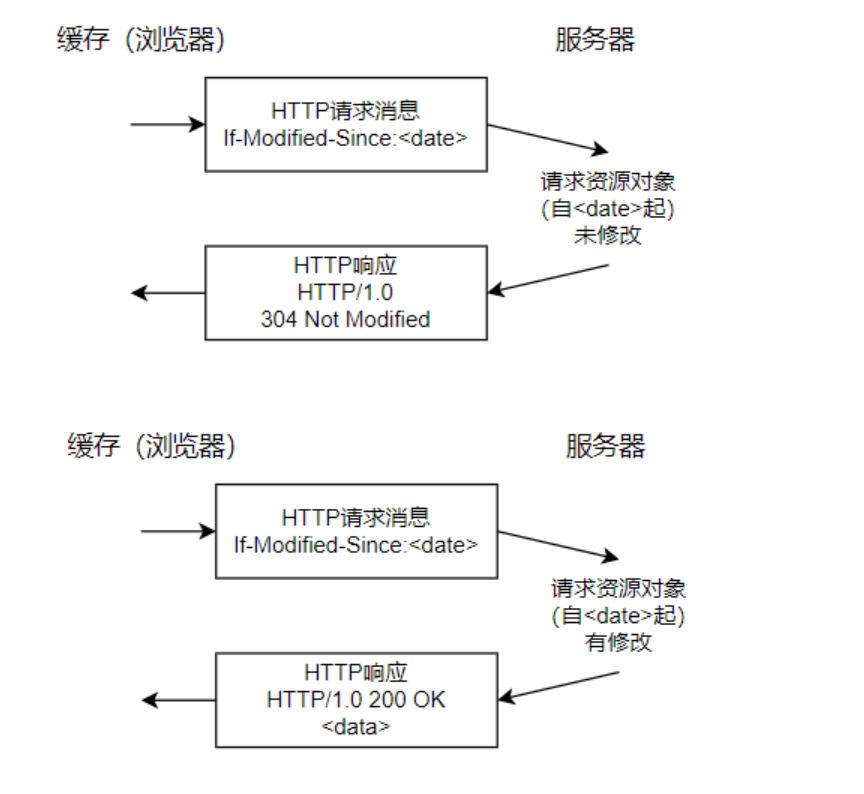 缓存（浏览器）
服务器
HTTP请求消息
If-Modified-Since:<date>
请求资源对象
(自<date>起)
未修改
HTTP响应
HTTP/1.0
304 Not Modified
缓存（浏览器）
服务器
HTTP请求消息
If-Modified-Since:<date>
请求资源对象
(自<date>起)
有修改
HTTP响应
HTTP/1.0 200 OK
<data>